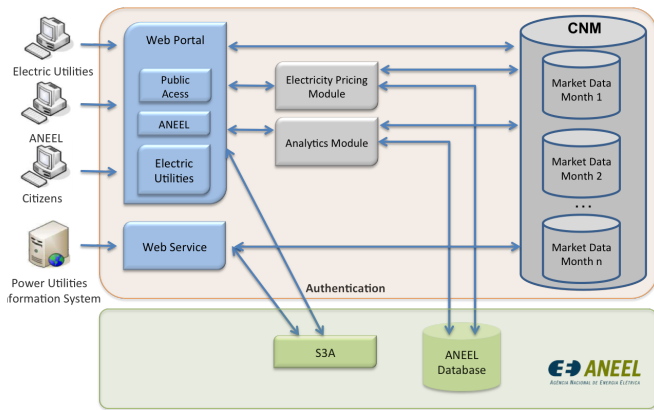 Electric Utilities
ANEEL
Citizens
Power Utilities
nformation System
Web Portal
Public
Acess
ANEEL
Electric
Utilities
Web Service
Electricity Pricing
Module
Analytics Module
CNM
Market Data
Month 1
Market Data
Month 2
...
Market Data
Month n
Authentication
S3A
ANEEL
Database
ANEEL
AGÊNCIA NACIONAL DE ENERGIA ELÉTRICA